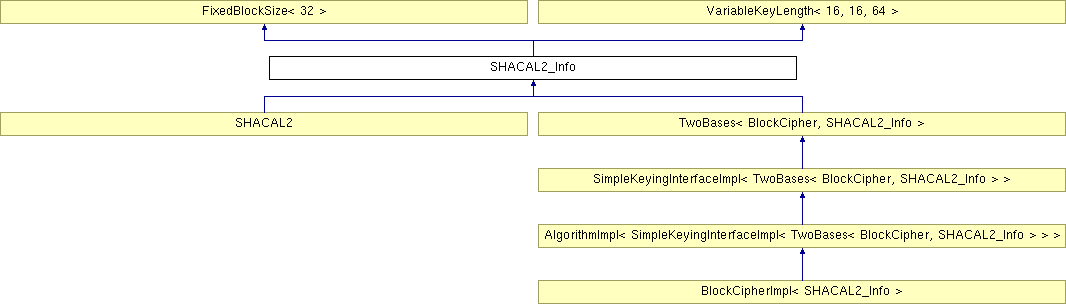 FixedBlockSize< 32 >
VariableKeyLength< 16, 16, 64 >
SHACAL2_Info
SHACAL2
TwoBases< BlockCipher, SHACAL2_Info >
SimpleKeyingInterfaceImpl< TwoBases< BlockCipher, SHACAL2_Info > >
AlgorithmImpl< SimpleKeyingInterfaceImpl< TwoBases< BlockCipher, SHACAL2_Info > > >
BlockCipherImpl< SHACAL2_Info >